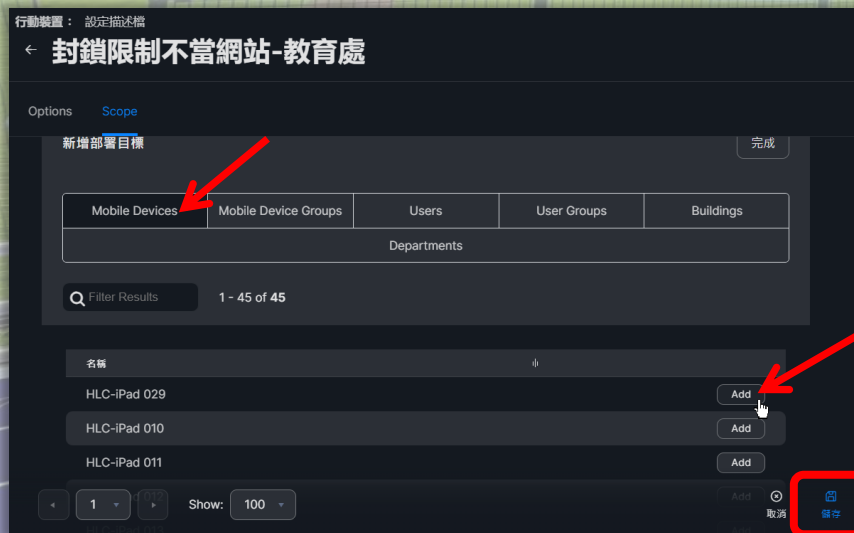 行動裝置： 設定描述檔
← 封鎖限制不當網站-教育處
Options Scope
新增部署目標 完成
Mobile Devices Mobile Device Groups Users User Groups Buildings
Departments
Filter Results 1 - 45 of 45
名稱
HLC-iPad 029 Add
HLC-iPad 010 Add
HLC-iPad 011 Add
012 Add
1 Show: 100
取消 儲存